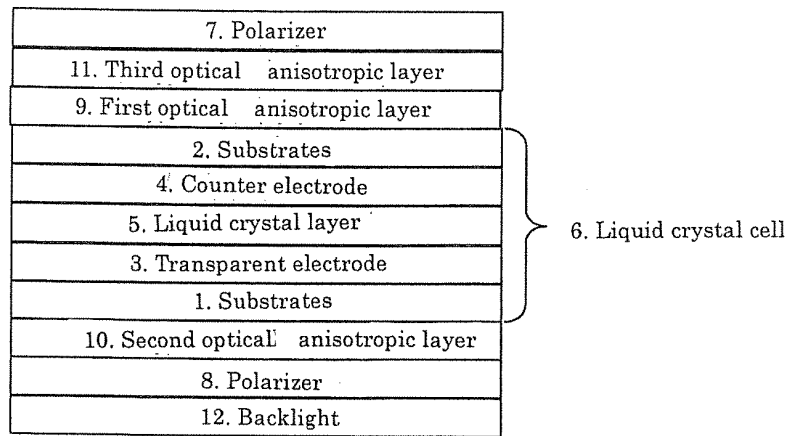 7. Polarizer
11. Third optical anisotropic layer
9. First optical anisotropic layer
2. Substrates
4. Counter electrode
5. Liquid crystal layer
6. Liquid crystal cell
3. Transparent electrode
1. Substrates
10. Second optical anisotropic layer
8. Polarizer
12. Backlight